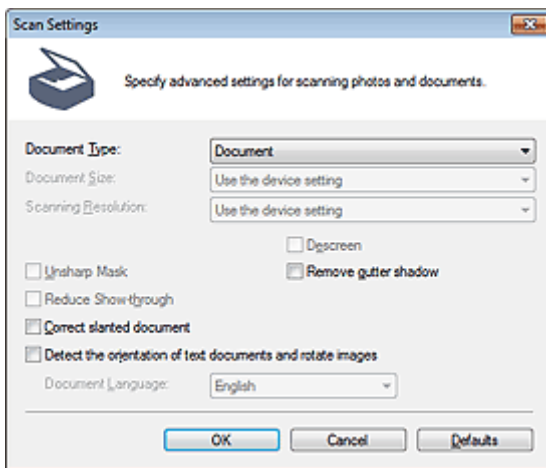 Scan Settings
Specify advanced settings for scanning photos and documents.
Document Type: Document
Document Size: Use the device setting
Scanning Resolution: Use the device setting
Descreen
Unsharp Mask Remove gutter shadow
Reduce Show-through
Correct slanted document
Detect the orientation of text documents and rotate images
Document Language: English
OK Cancel Defaults